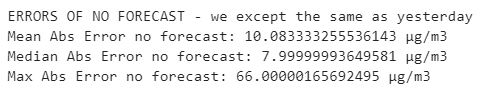 ERRORS OF NO FORECAST - we except the same as yesterday
Mean Abs Error no forecast: 10.083333255536143 µg/m3
Median Abs Error no forecast: 7.99999993649581 µg/m3
Max Abs Error no forecast: 66.00000165692495 µg/m3